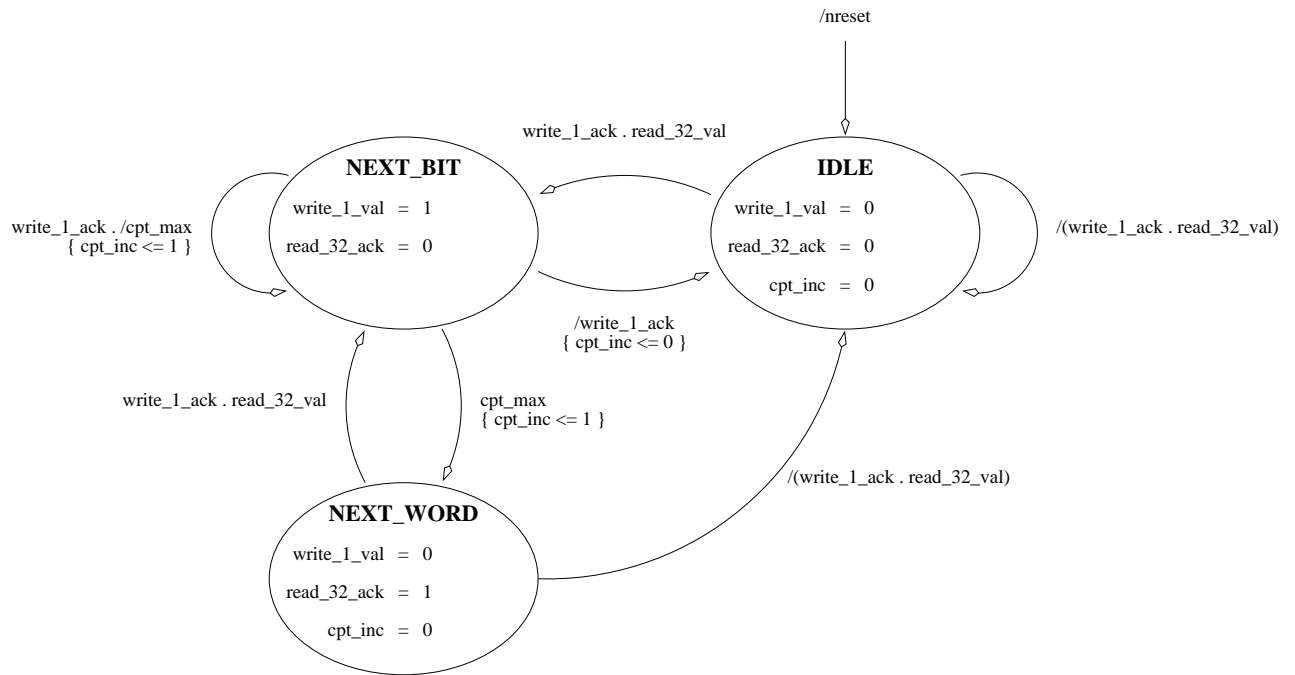 /nreset
write_1_ack . read_32_val
NEXT_BIT
write_1_val = 1
read_32_ack = 0
IDLE
write_1_val = 0
read_32_ack = 0
cpt_inc = 0
write_1_ack . /cpt_max
{ cpt_inc <= 1 }
/(write_1_ack . read_32_val)
/write_1_ack
{ cpt_inc <= 0 }
write_1_ack . read_32_val
cpt_max
{ cpt_inc <= 1 }
/(write_1_ack . read_32_val)
NEXT_WORD
write_1_val = 0
read_32_ack = 1
cpt_inc = 0